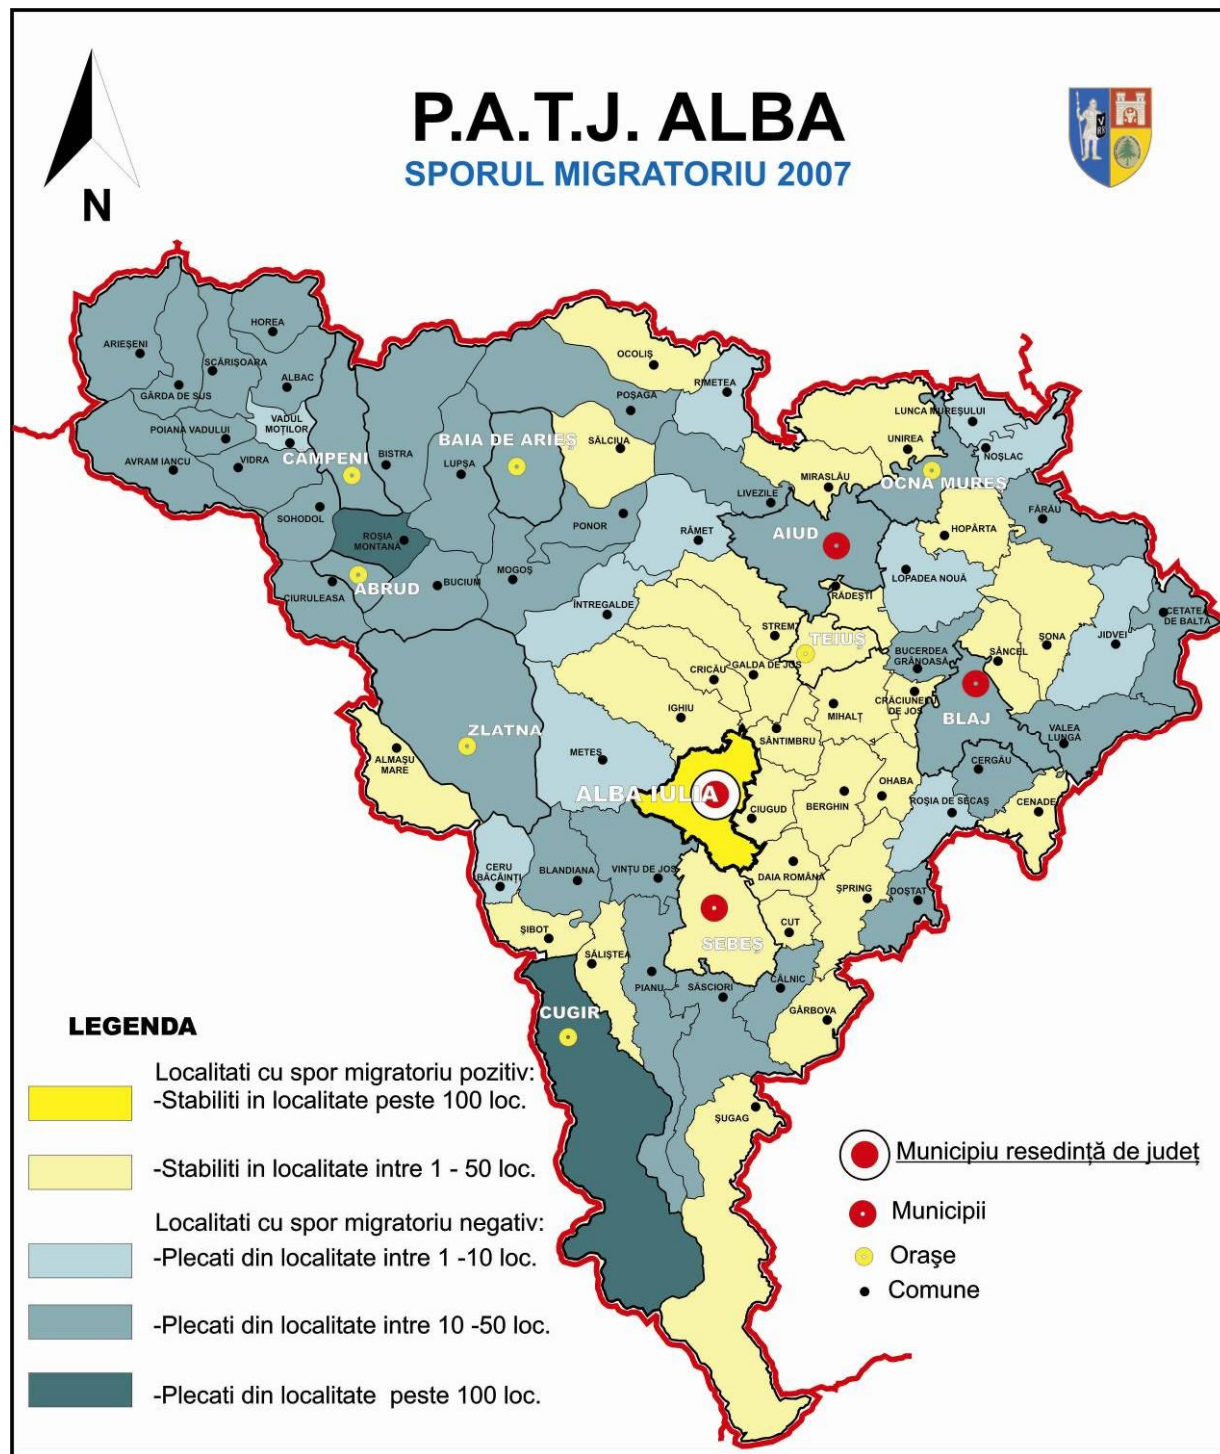 P.A.T.J. ALBA
SPORUL MIGRATORIU 2007
N
HOREA
ARIEŞENI
SCĂRIŞOARA
ALBAC
GÂRDA DE SUS
VADUL
MOŢILOR
POIANA VADULUI
AVRAM IANCU
VIDRA
CÂMPENI
BISTRA
LUPŞA
BAIA DE ARIEŞ
OCOLIŞ
RIMETEA
POŞAGA
SĂLCIUA
LUNCA MUREŞULUI
UNIREA
NOŞLAC
MIRASLĂU
OCNA MUREŞ
LIVEZILE
SOHODOL
ROŞIA
MONTANĂ
PONOR
RÂMET
AIUD
HOPÂRTA
FĂRĂU
CIURULEASA
ABRUD
BUCIUM
MOGOŞ
ÎNTREGALDE
LOPADEA NOUĂ
RĂDEŞTI
STREMŢ
TEIUŞ
CETATEA
DE BALTĂ
JIDVEI
ŞONA
SÂNCEL
BUCERDEA
GRÂNOASĂ
CRICĂU
GALDA DE JOS
IGHIU
MIHALŢ
CRĂCIUNELU
DE JOS
BLAJ
VALEA
LUNGĂ
ZLATNA
ALMAŞU
MARE
METEŞ
SÂNTIMBRU
CERGĂU
ALBA IULIA
CIUGUD
BERGHIN
OHABA
ROŞIA DE SECAŞ
CENADE
CERU
BĂCĂINŢI
BLANDIANA
VINŢU DE JOS
DAIA ROMÂNĂ
ŞPRING
DOŞTAT
ŞIBOT
SĂLIŞTEA
SEBEŞ
CUT
PIANU
SĂSCIORI
CÂLNIC
GÂRBOVA
CUGIR
ŞUGAG
LEGENDA
Localitati cu spor migratoriu pozitiv:
-Stabiliti in localitate peste 100 loc.
-Stabiliti in localitate intre 1 - 50 loc.
Localitati cu spor migratoriu negativ:
-Plecati din localitate intre 1 -10 loc.
-Plecati din localitate intre 10 -50 loc.
-Plecati din localitate  peste 100 loc.
Municipiu resedinţă de judeţ
Municipii
Oraşe
Comune